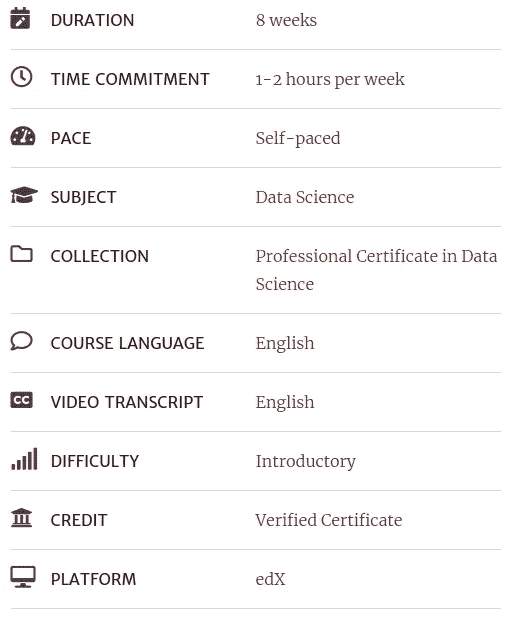 DURATION 8 weeks
TIME COMMITMENT 1-2 hours per week
PACE Self-paced
SUBJECT Data Science
COLLECTION Professional Certificate in Data
Science
COURSE LANGUAGE English
CC VIDEO TRANSCRIPT English
DIFFICULTY Introductory
CREDIT Verified Certificate
PLATFORM edX